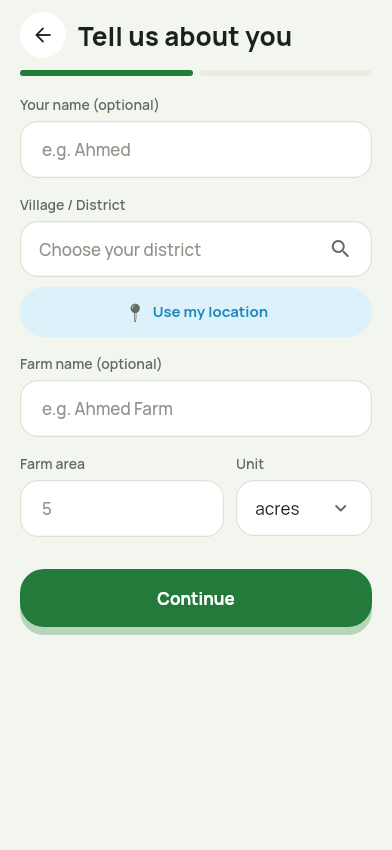 Tell us about you
Your name (optional)
e.g. Ahmed
Village / District
Choose your district
Use my location
Farm name (optional)
e.g. Ahmed Farm
Farm area
Unit
5
acres
Continue